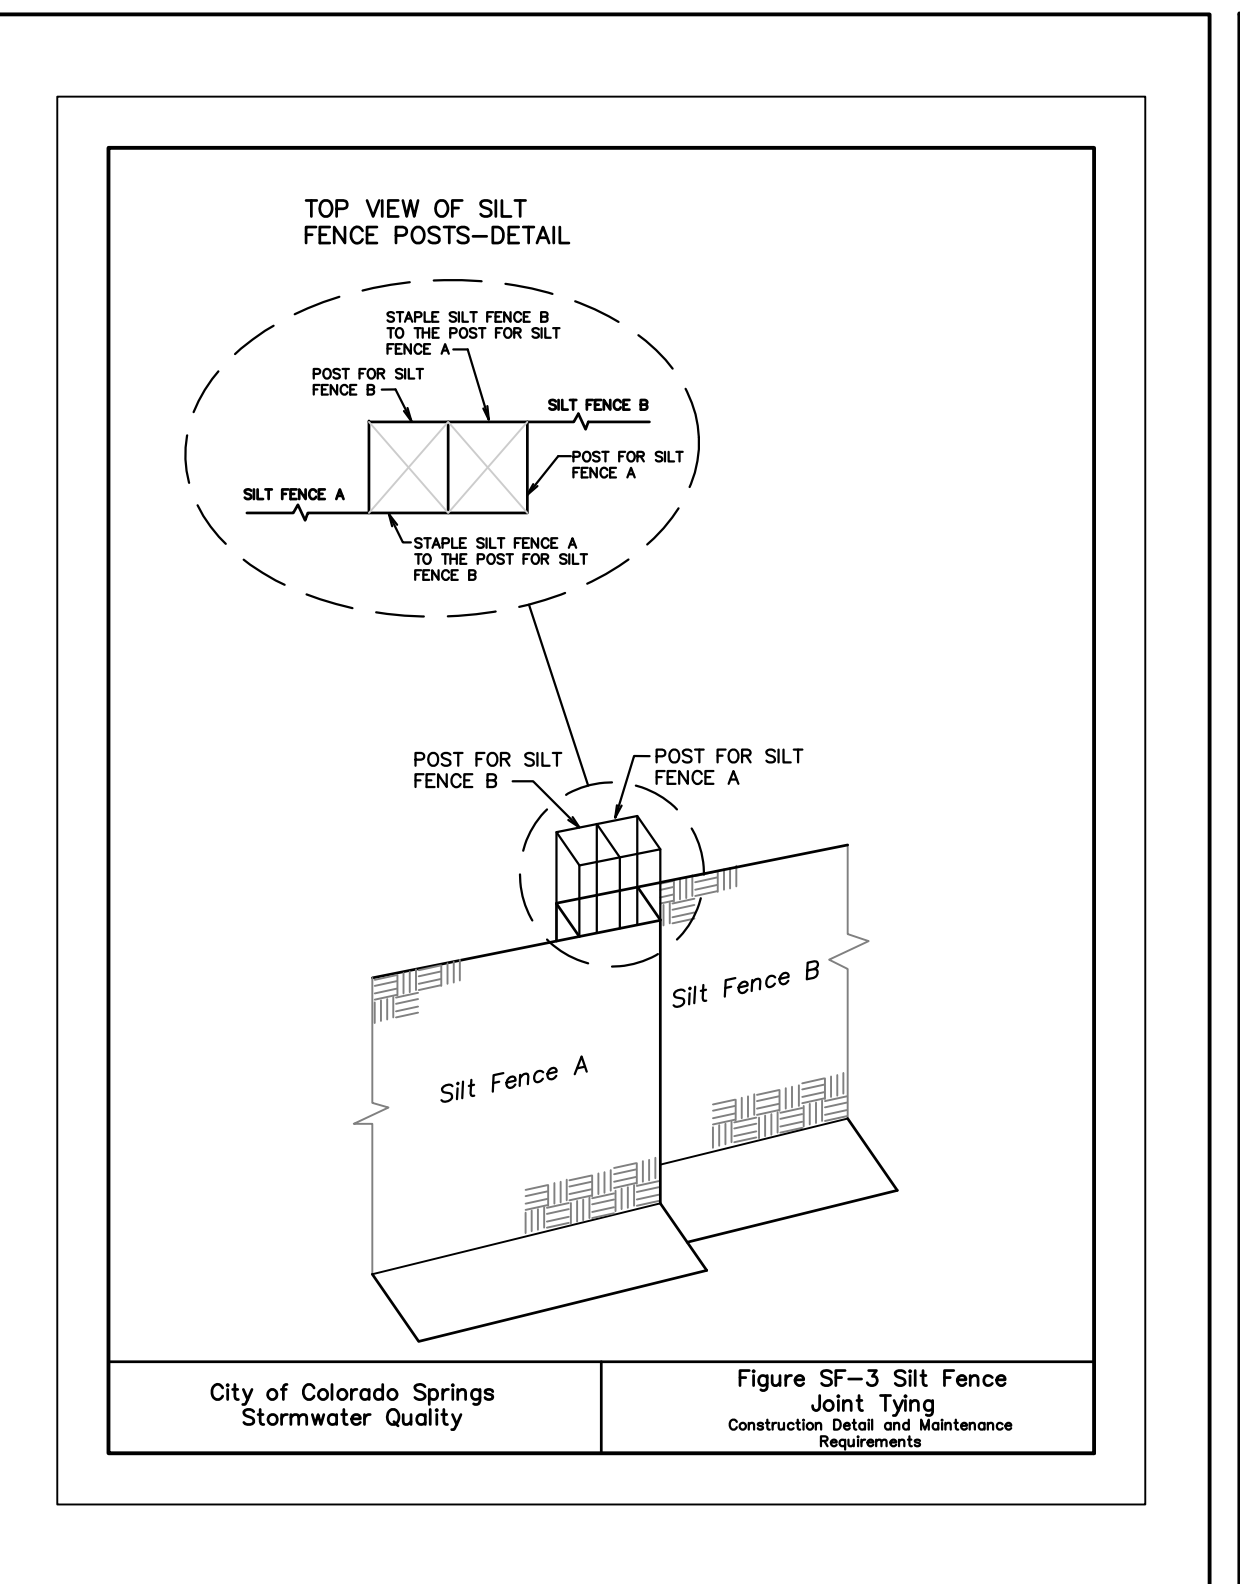 TOP VIEW OF SILT
FENCE POSTS-DETAIL
STAPLE SILT FENCE B
TO THE POST FOR SILT
FENCE A
POST FOR SILT
FENCE B
SILT FENCE B
POST FOR SILT
FENCE A
SILT FENCE A
STAPLE SILT FENCE A
TO THE POST FOR SILT
FENCE B
POST FOR SILT
FENCE B
POST FOR SILT
FENCE A
Silt Fence B
Silt Fence A
City of Colorado Springs
Stormwater Quality
Figure SF-3 Silt Fence
Joint Tying
Construction Detail and Maintenance
Requirements